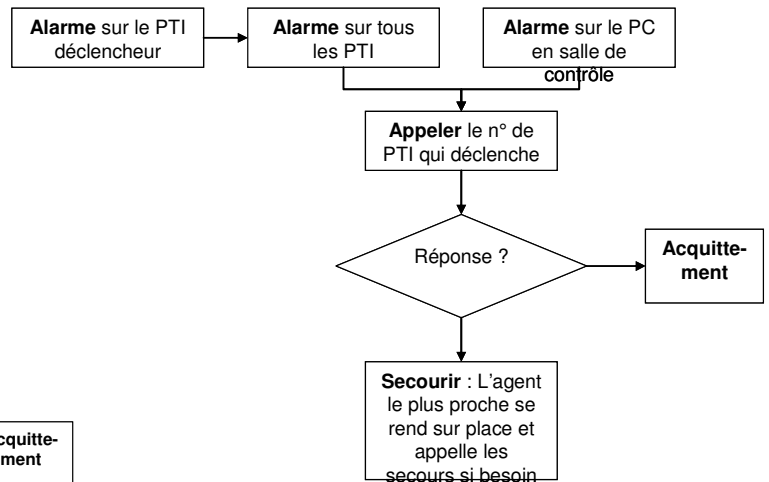 Alarme sur le PTI
déclencheur
Alarme sur tous
les PTI
Alarme sur le PC
en salle de
contrôle
Appeler le n° de
PTI qui déclenche
Réponse ?
Acquitte-
ment
Secourir : L'agent
le plus proche se
rend sur place et
appelle les
secours si besoin
cquitte-
ment